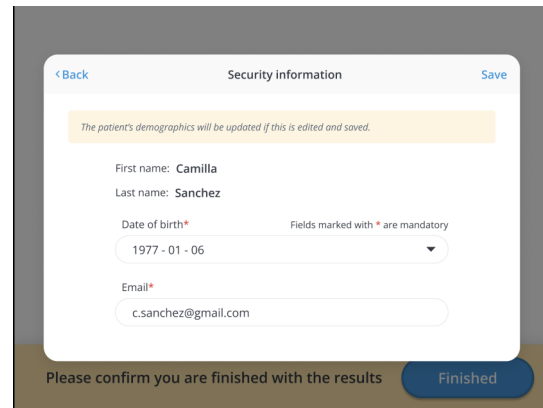 Back Security information Save
The patient's demographics will be updated if this is edited and saved.
First name: Camilla
Last name: Sanchez
Date of birth* Fields marked with * are mandatory
1977 - 01 - 06
Email*
c.sanchez@gmail.com
Please confirm you are finished with the results Finished